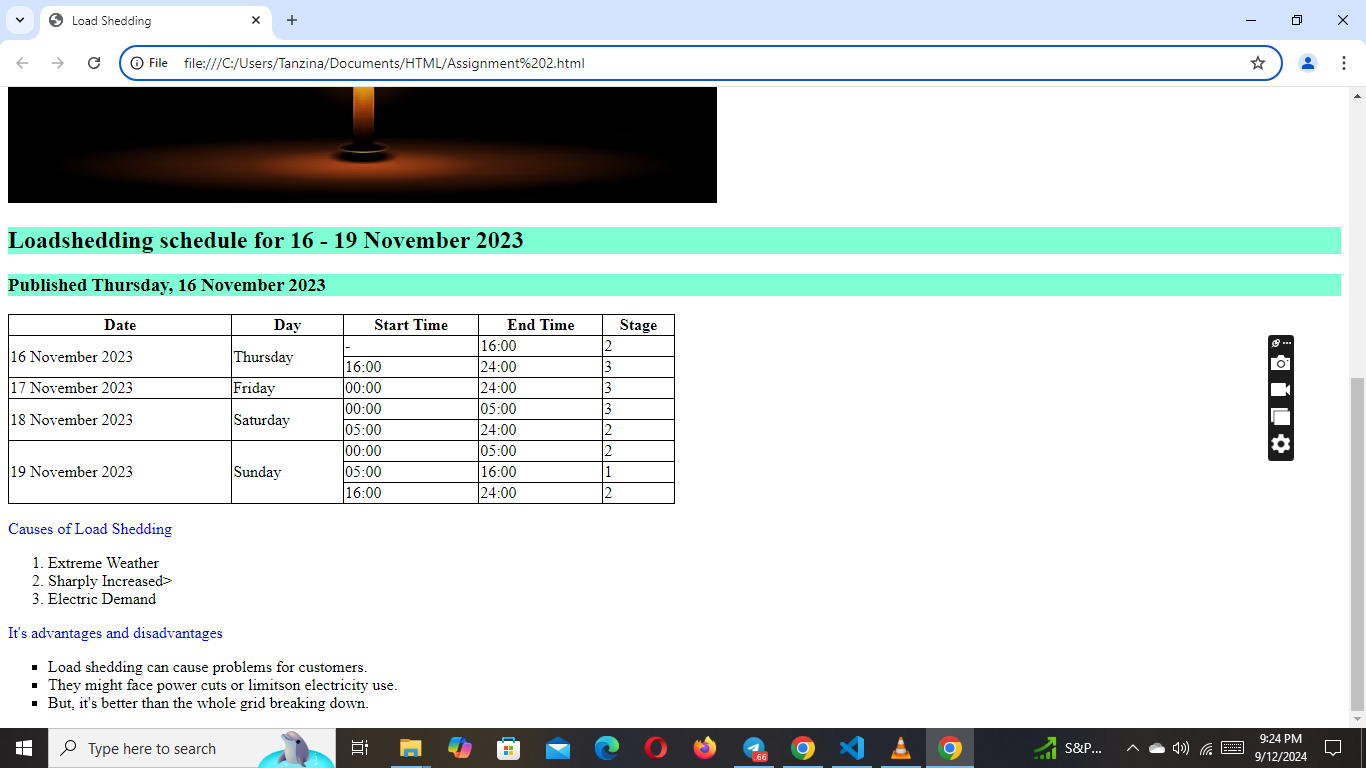 Load Shedding
File file:///C:/Users/Tanzina/Documents/HTML/Assignment%202.html
Loadshedding schedule for 16 - 19 November 2023
Published Thursday, 16 November 2023
Date Day Start Time End Time Stage
16 November 2023 Thursday - 16:00 2
16:00 24:00 3
17 November 2023 Friday 00:00 24:00 3
18 November 2023 Saturday 00:00 05:00 3
05:00 24:00 2
19 November 2023 Sunday 00:00 05:00 2
05:00 16:00 1
16:00 24:00 2
Causes of Load Shedding
1. Extreme Weather
2. Sharply Increased>
3. Electric Demand
It's advantages and disadvantages
Load shedding can cause problems for customers.
They might face power cuts or limitson electricity use.
But, it's better than the whole grid breaking down.
Type here to search
.66
S&P...
9:24 PM
9/12/2024